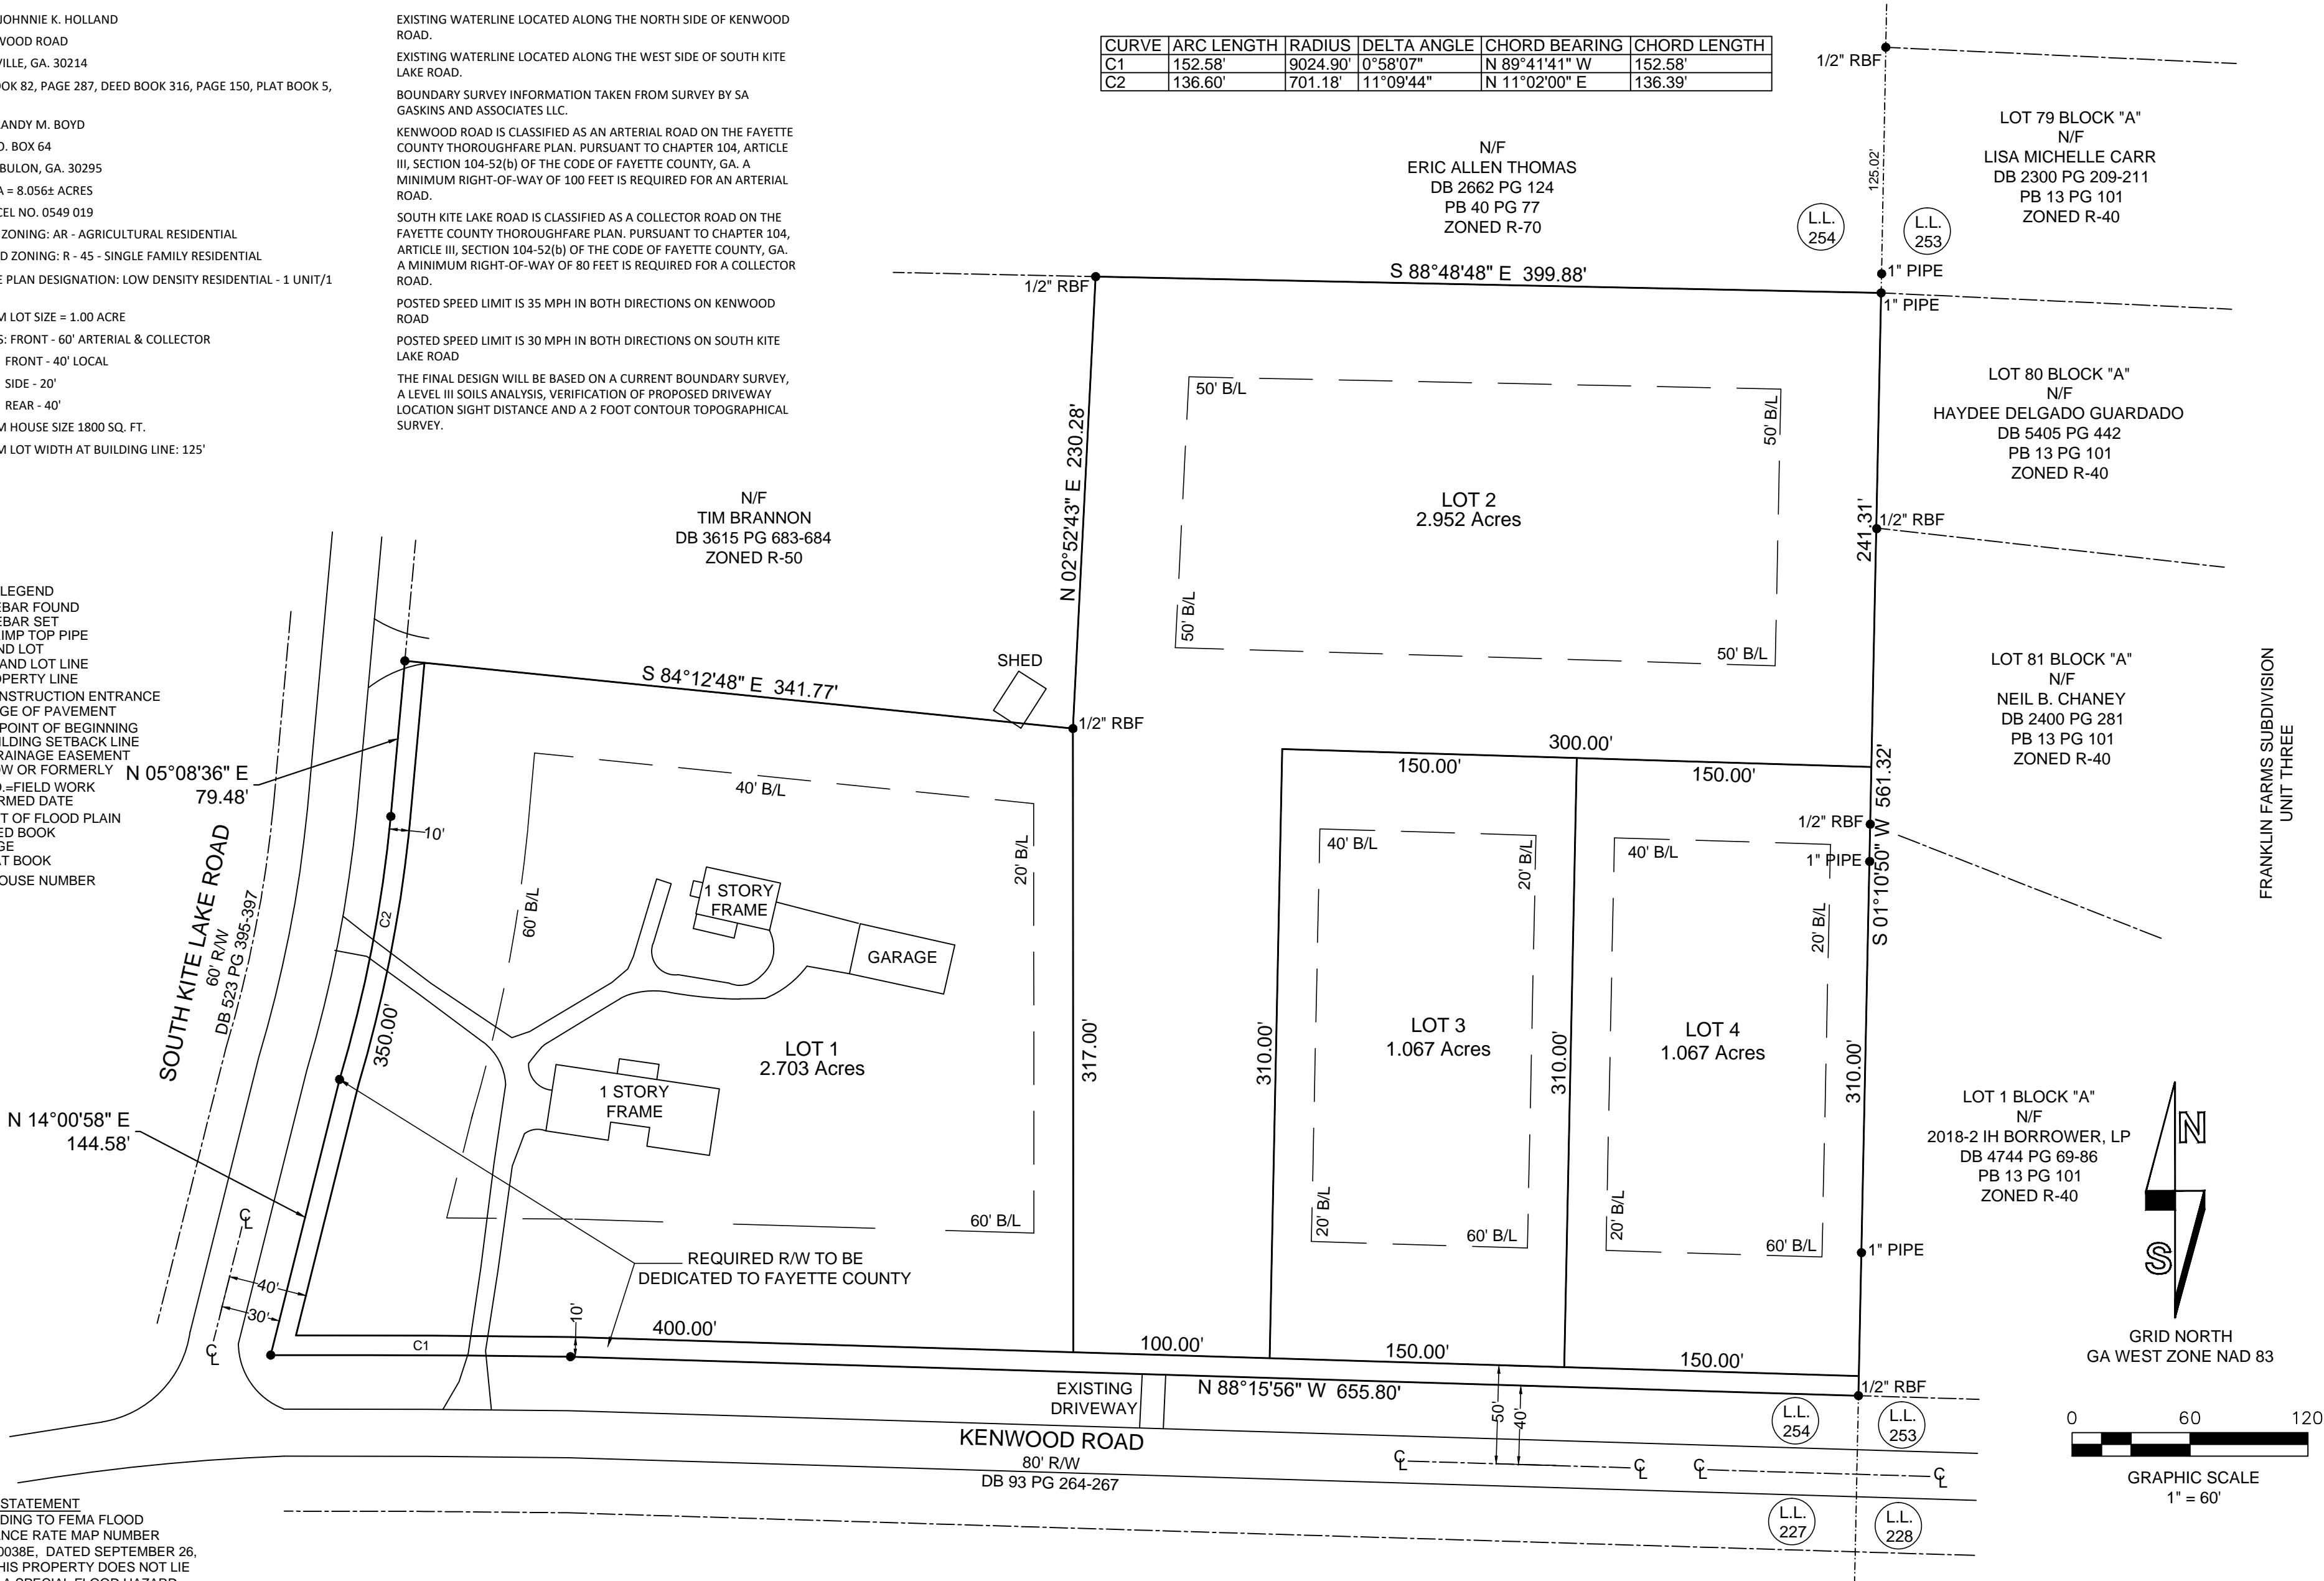 JOHNNIE K. HOLLAND
WOOD ROAD
VILLE, GA. 30214
OOK 82, PAGE 287, DEED BOOK 316, PAGE 150, PLAT BOOK 5,
ANDY M. BOYD
O. BOX 64
BULON, GA. 30295
A = 8.056± ACRES
CEL NO. 0549 019
ZONING: AR - AGRICULTURAL RESIDENTIAL
D ZONING: R - 45 - SINGLE FAMILY RESIDENTIAL
E PLAN DESIGNATION: LOW DENSITY RESIDENTIAL - 1 UNIT/1
M LOT SIZE = 1.00 ACRE
S: FRONT - 60' ARTERIAL & COLLECTOR
FRONT - 40' LOCAL
SIDE - 20'
REAR - 40'
M HOUSE SIZE 1800 SQ. FT.
M LOT WIDTH AT BUILDING LINE: 125'
EXISTING WATERLINE LOCATED ALONG THE NORTH SIDE OF KENWOOD
ROAD.
EXISTING WATERLINE LOCATED ALONG THE WEST SIDE OF SOUTH KITE
LAKE ROAD.
BOUNDARY SURVEY INFORMATION TAKEN FROM SURVEY BY SA
GASKINS AND ASSOCIATES LLC.
KENWOOD ROAD IS CLASSIFIED AS AN ARTERIAL ROAD ON THE FAYETTE
COUNTY THOROUGHFARE PLAN. PURSUANT TO CHAPTER 104, ARTICLE
III, SECTION 104-52(b) OF THE CODE OF FAYETTE COUNTY, GA. A
MINIMUM RIGHT-OF-WAY OF 100 FEET IS REQUIRED FOR AN ARTERIAL
ROAD.
SOUTH KITE LAKE ROAD IS CLASSIFIED AS A COLLECTOR ROAD ON THE
FAYETTE COUNTY THOROUGHFARE PLAN. PURSUANT TO CHAPTER 104,
ARTICLE III, SECTION 104-52(b) OF THE CODE OF FAYETTE COUNTY, GA.
A MINIMUM RIGHT-OF-WAY OF 80 FEET IS REQUIRED FOR A COLLECTOR
ROAD.
POSTED SPEED LIMIT IS 35 MPH IN BOTH DIRECTIONS ON KENWOOD
ROAD
POSTED SPEED LIMIT IS 30 MPH IN BOTH DIRECTIONS ON SOUTH KITE
LAKE ROAD
THE FINAL DESIGN WILL BE BASED ON A CURRENT BOUNDARY SURVEY,
A LEVEL III SOILS ANALYSIS, VERIFICATION OF PROPOSED DRIVEWAY
LOCATION SIGHT DISTANCE AND A 2 FOOT CONTOUR TOPOGRAPHICAL
SURVEY.
CURVE ARC LENGTH RADIUS DELTA ANGLE CHORD BEARING CHORD LENGTH
C1 152.58' 9024.90' 0°58'07" N 89°41'41" W 152.58'
C2 136.60' 701.18' 11°09'44" N 11°02'00" E 136.39'
1/2" RBF
125.02'
LOT 79 BLOCK "A"
N/F
LISA MICHELLE CARR
DB 2300 PG 209-211
PB 13 PG 101
ZONED R-40
N/F
ERIC ALLEN THOMAS
DB 2662 PG 124
PB 40 PG 77
ZONED R-70
L.L.
254
L.L.
253
1" PIPE
1" PIPE
1/2" RBF
S 88°48'48" E 399.88'
LOT 80 BLOCK "A"
N/F
HAYDEE DELGADO GUARDADO
DB 5405 PG 442
PB 13 PG 101
ZONED R-40
50' B/L
50' B/L
50' B/L
50' B/L
LOT 2
2.952 Acres
N 02°52'43" E 230.28'
241.31'
1/2" RBF
N/F
TIM BRANNON
DB 3615 PG 683-684
ZONED R-50
LEGEND
EBAR FOUND
EBAR SET
IMP TOP PIPE
ND LOT
AND LOT LINE
OPERTY LINE
NSTRUCTION ENTRANCE
GE OF PAVEMENT
POINT OF BEGINNING
ILDING SETBACK LINE
RAINAGE EASEMENT
OW OR FORMERLY
D.=FIELD WORK
RMED DATE
T OF FLOOD PLAIN
ED BOOK
GE
AT BOOK
OUSE NUMBER
N 05°08'36" E
79.48'
SHED
S 84°12'48" E 341.77'
1/2" RBF
LOT 81 BLOCK "A"
N/F
NEIL B. CHANEY
DB 2400 PG 281
PB 13 PG 101
ZONED R-40
FRANKLIN FARMS SUBDIVISION
UNIT THREE
300.00'
150.00'
150.00'
S 01°10'50" W 561.32'
1/2" RBF
1" PIPE
40' B/L
20' B/L
60' B/L
10'
C2
1 STORY
FRAME
GARAGE
40' B/L
20' B/L
40' B/L
20' B/L
SOUTH KITE LAKE ROAD
60' R/W
DB 523 PG 395-397
350.00'
LOT 1
2.703 Acres
1 STORY
FRAME
317.00'
310.00'
LOT 3
1.067 Acres
310.00'
LOT 4
1.067 Acres
310.00'
LOT 1 BLOCK "A"
N/F
2018-2 IH BORROWER, LP
DB 4744 PG 69-86
PB 13 PG 101
ZONED R-40
N
S
GRID NORTH
GA WEST ZONE NAD 83
N 14°00'58" E
144.58'
60' B/L
20' B/L
60' B/L
20' B/L
60' B/L
1" PIPE
REQUIRED R/W TO BE
DEDICATED TO FAYETTE COUNTY
CL
40'
30'
CL
C1
10'
400.00'
100.00'
150.00'
150.00'
N 88°15'56" W 655.80'
1/2" RBF
EXISTING
DRIVEWAY
50'
40'
L.L.
254
L.L.
253
KENWOOD ROAD
80' R/W
DB 93 PG 264-267
CL
CL
CL
CL
L.L.
227
L.L.
228
0 60 120
GRAPHIC SCALE
1" = 60'
STATEMENT
DING TO FEMA FLOOD
ANCE RATE MAP NUMBER
0038E, DATED SEPTEMBER 26,
HIS PROPERTY DOES NOT LIE
A SPECIAL FLOOD HAZARD